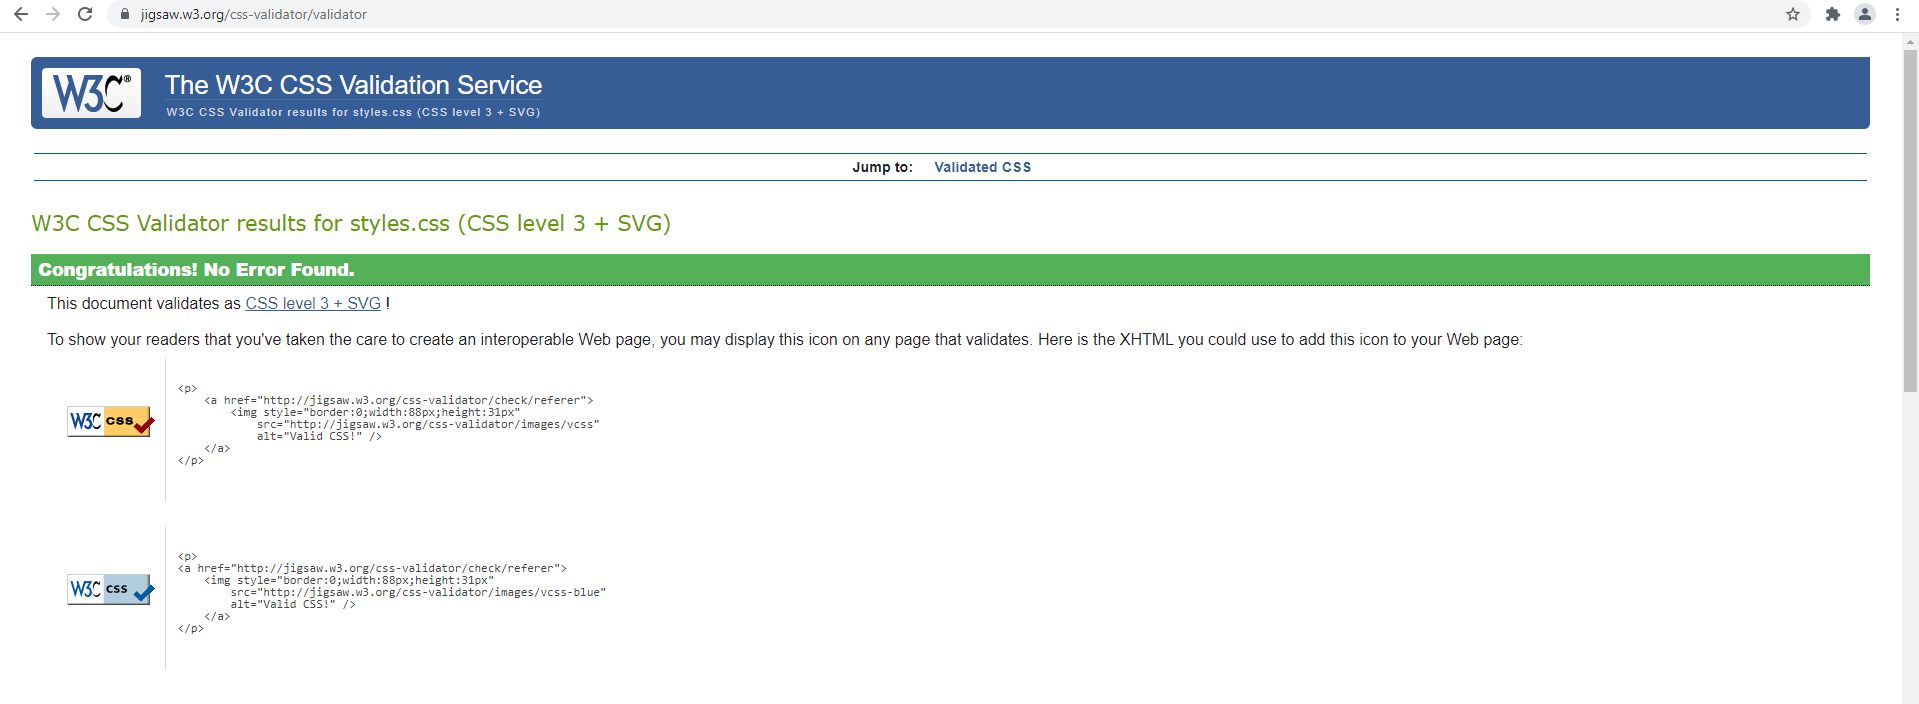 jigsaw.w3.org/css-validator/validator
W3C® The W3C CSS Validation Service
W3C CSS Validator results for styles.css (CSS level 3 + SVG)
Jump to: Validated CSS
W3C CSS Validator results for styles.css (CSS level 3 + SVG)
Congratulations! No Error Found.
This document validates as CSS level 3 + SVG !
To show your readers that you've taken the care to create an interoperable Web page, you may display this icon on any page that validates. Here is the XHTML you could use to add this icon to your Web page:
W3C css
<p>
    <a href="http://jigsaw.w3.org/css-validator/check/referer">
        <img style="border:0;width:88px;height:31px"
            src="http://jigsaw.w3.org/css-validator/images/vcss"
            alt="Valid CSS!" />
    </a>
</p>
W3C css
<p>
<a href="http://jigsaw.w3.org/css-validator/check/referer">
    <img style="border:0;width:88px;height:31px"
        src="http://jigsaw.w3.org/css-validator/images/vcss-blue"
        alt="Valid CSS!" />
    </a>
</p>